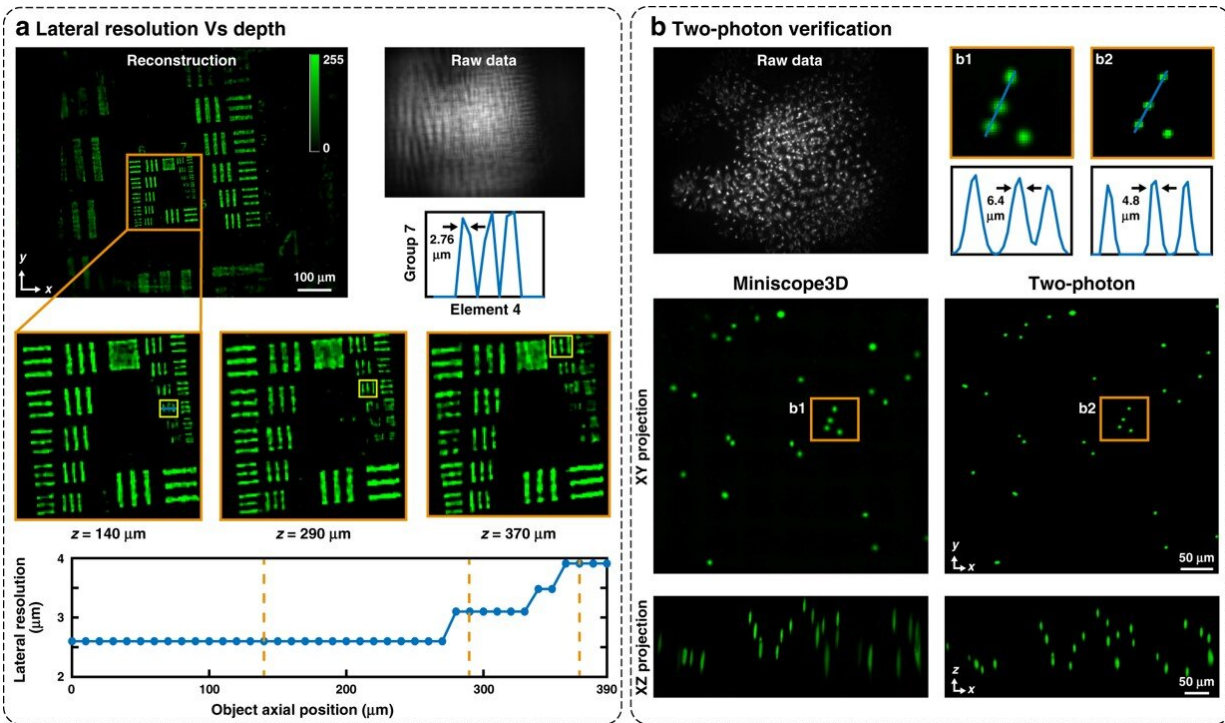 a Lateral resolution Vs depth
Reconstruction
255
0
y
x
100 μm
Raw data
Group 7
2.76
μm
Element 4
z = 140 μm
z = 290 μm
z = 370 μm
Lateral resolution
(μm)
4
3
2
0
100
200
300
390
Object axial position (μm)
b Two-photon verification
Raw data
b1
b2
6.4
μm
4.8
μm
Miniscope3D
Two-photon
XY projection
b1
b2
y
x
50 μm
XZ projection
z
x
50 μm